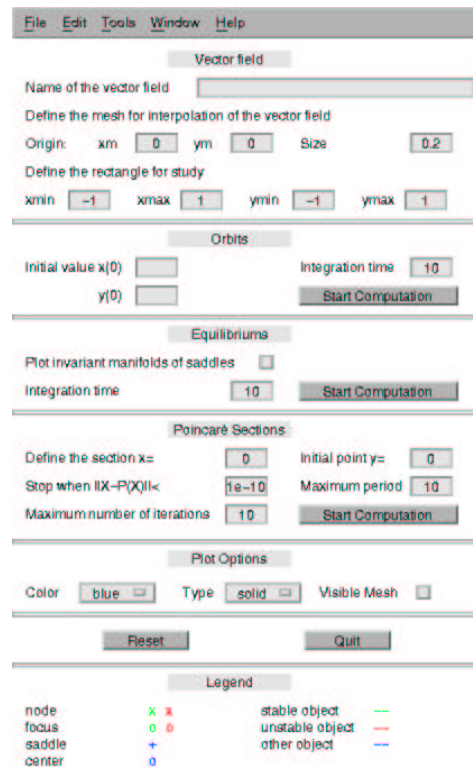 File Edit Tools Window Help
Vector field
Name of the vector field
Define the mesh for interpolation of the vector field
Origin: xm 0 ym 0 Size 0.2
Define the rectangle for study
xmin -1 xmax 1 ymin -1 ymax 1
Orbits
Initial value x(0) Integration time 10
y(0) Start Computation
Equilibriums
Plot invariant manifolds of saddles
Integration time 10 Start Computation
Poincaré Sections
Define the section x= 0 Initial point y= 0
Stop when ||X-P(X)||< 1e-10 Maximum period 10
Maximum number of iterations 10 Start Computation
Plot Options
Color blue Type solid Visible Mesh
Reset Quit
Legend
node x x stable object --
focus o o unstable object --
saddle + other object --
center o